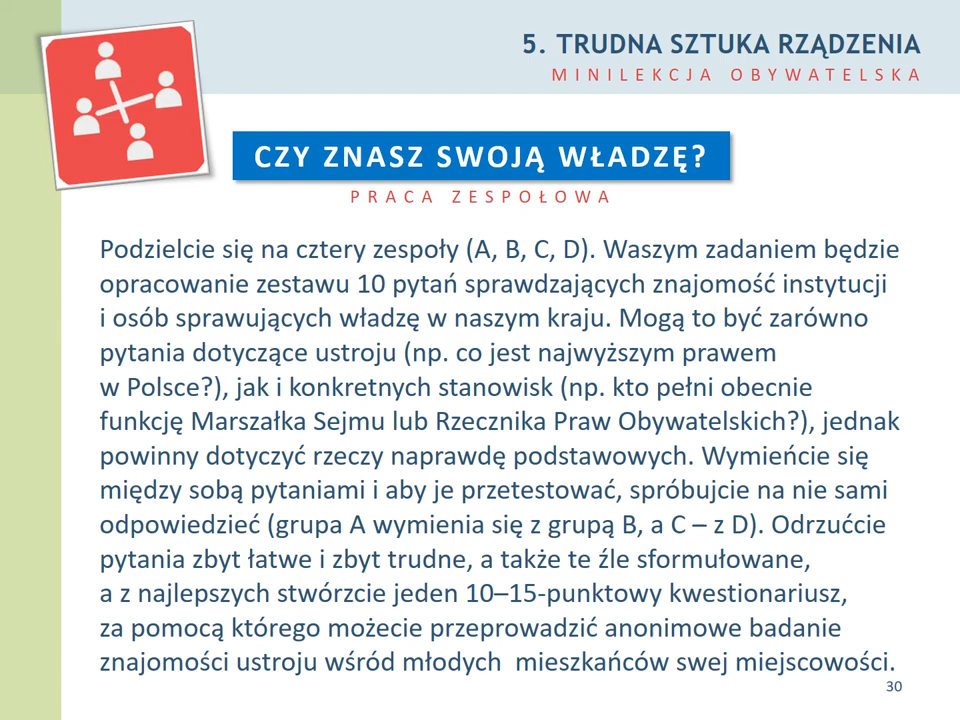 5. TRUDNA SZTUKA RZĄDZENIA
MINILEKCJA OBYWATELSKA
CZY ZNASZ SWOJĄ WŁADZĘ?
PRACA ZESPOŁOWA
Podzielcie się na cztery zespoły (A, B, C, D). Waszym zadaniem będzie
opracowanie zestawu 10 pytań sprawdzających znajomość instytucji
i osób sprawujących władzę w naszym kraju. Mogą to być zarówno
pytania dotyczące ustroju (np. co jest najwyższym prawem
w Polsce?), jak i konkretnych stanowisk (np. kto pełni obecnie
funkcję Marszałka Sejmu lub Rzecznika Praw Obywatelskich?), jednak
powinny dotyczyć rzeczy naprawdę podstawowych. Wymieńcie się
między sobą pytaniami i aby je przetestować, spróbujcie na nie sami
odpowiedzieć (grupa A wymienia się z grupą B, a C – z D). Odrzućcie
pytania zbyt łatwe i zbyt trudne, a także te źle sformułowane,
a z najlepszych stwórzcie jeden 10–15-punktowy kwestionariusz,
za pomocą którego możecie przeprowadzić anonimowe badanie
znajomości ustroju wśród młodych  mieszkańców swej miejscowości.
30